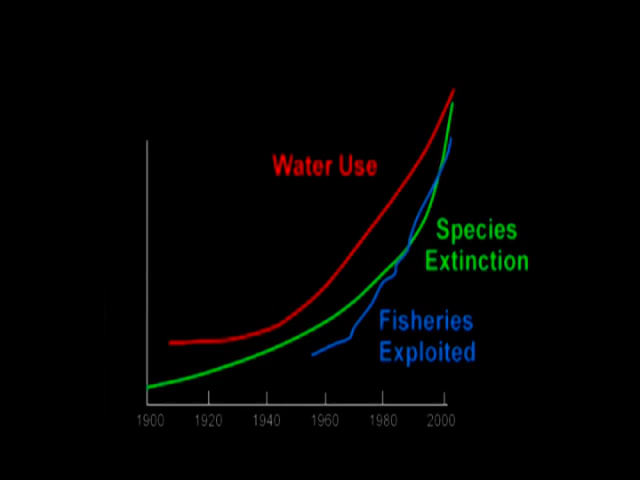 Water Use
Species
Extinction
Fisheries
Exploited
1900 1920 1940 1960 1980 2000